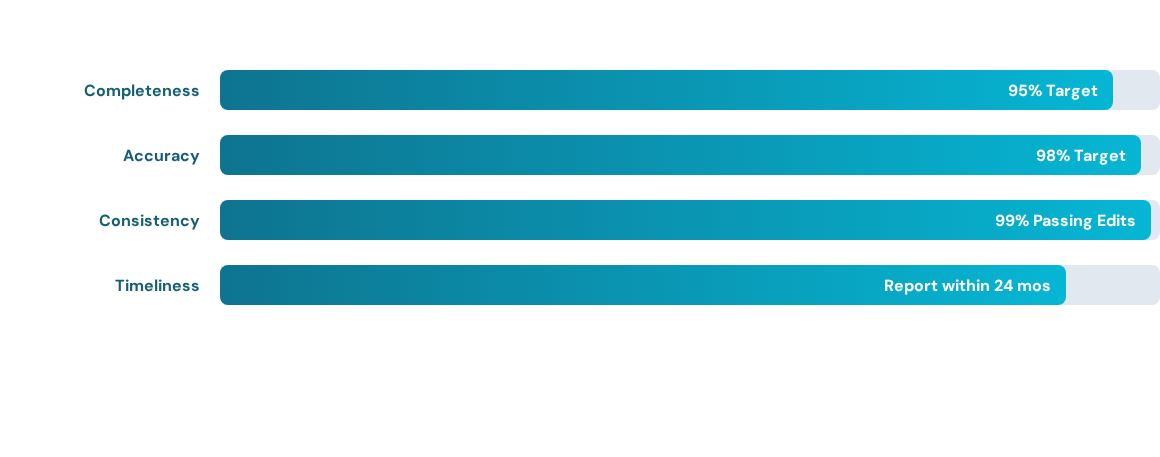 Completeness 95% Target
Accuracy 98% Target
Consistency 99% Passing Edits
Timeliness Report within 24 mos